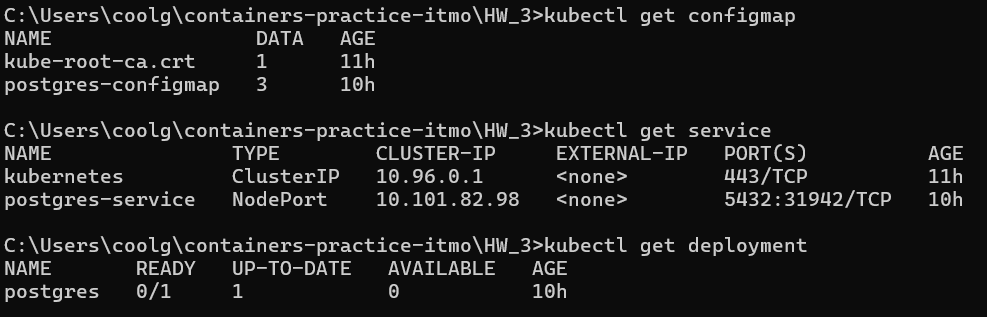 C:\Users\coolg\containers-practice-itmo\HW_3>kubectl get configmap
NAME DATA AGE
kube-root-ca.crt 1 11h
postgres-configmap 3 10h
C:\Users\coolg\containers-practice-itmo\HW_3>kubectl get service
NAME TYPE CLUSTER-IP EXTERNAL-IP PORT(S) AGE
kubernetes ClusterIP 10.96.0.1 <none> 443/TCP 11h
postgres-service NodePort 10.101.82.98 <none> 5432:31942/TCP 10h
C:\Users\coolg\containers-practice-itmo\HW_3>kubectl get deployment
NAME READY UP-TO-DATE AVAILABLE AGE
postgres 0/1 1 0 10h